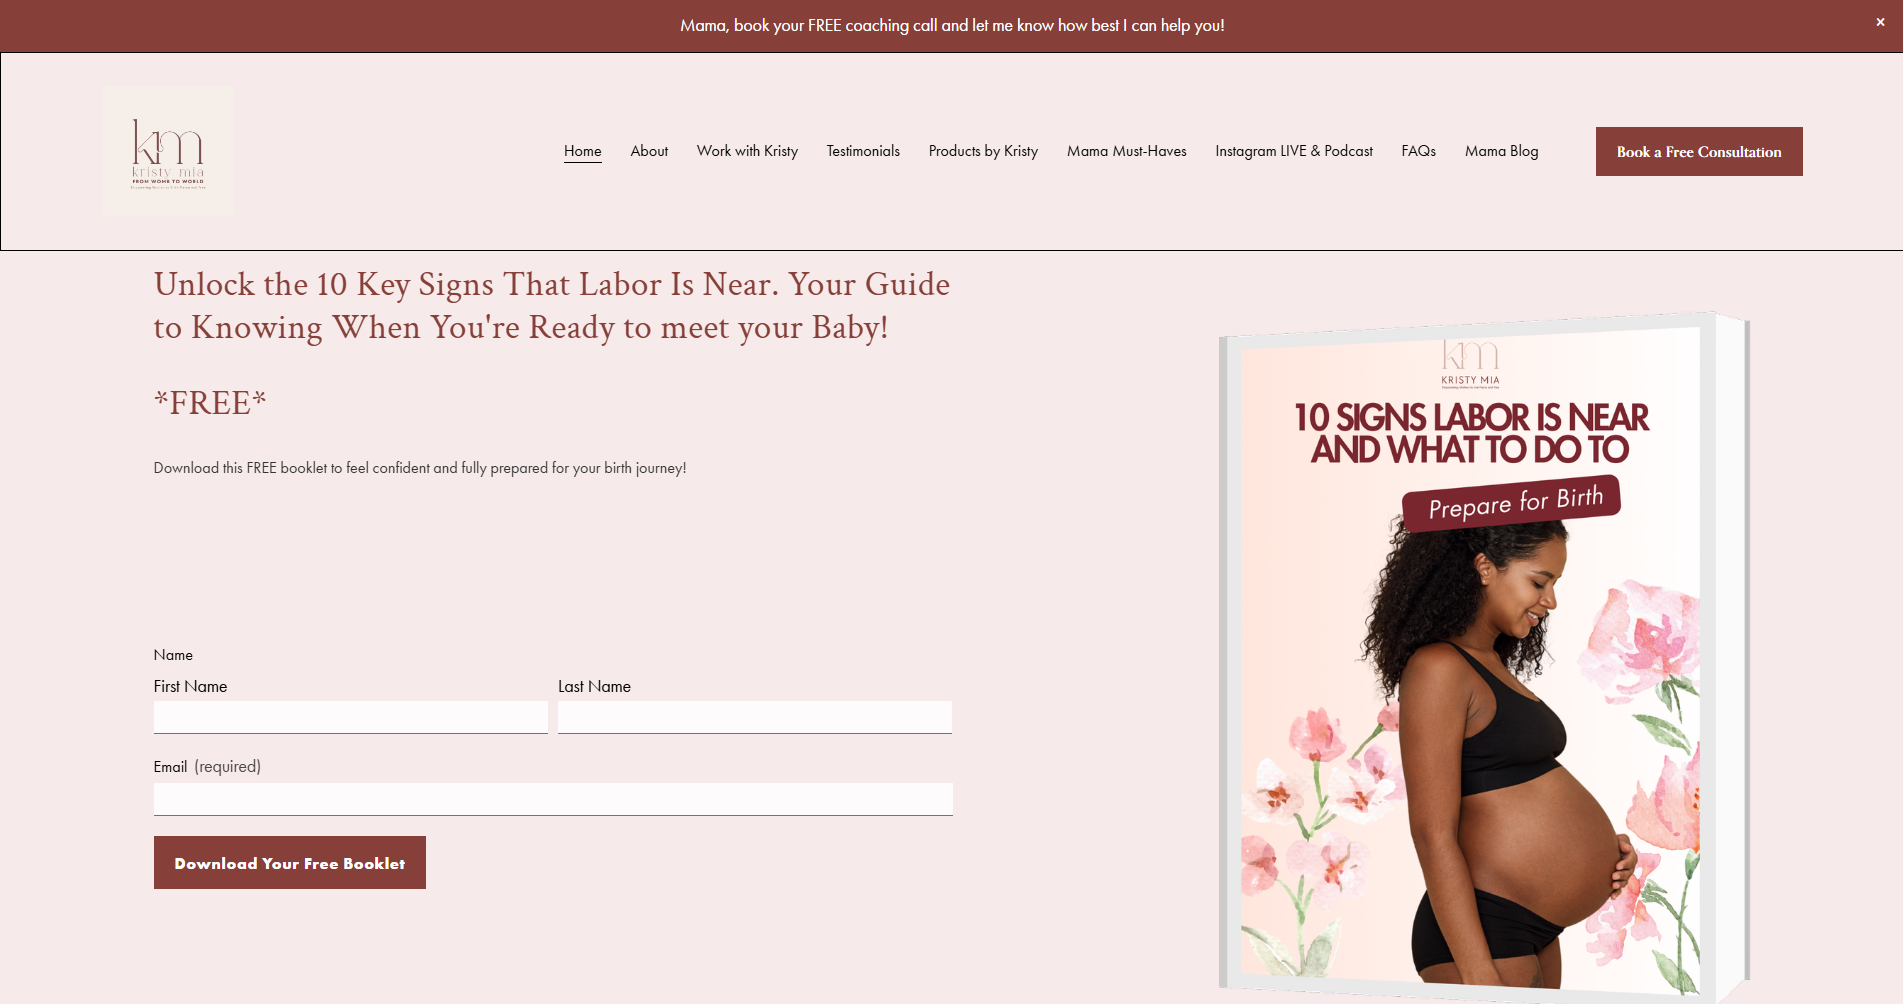 Mama, book your FREE coaching call and let me know how best I can help you!
×
km
kristy mia
FROM WOMB TO WORLD
Home
About
Work with Kristy
Testimonials
Products by Kristy
Mama Must-Haves
Instagram LIVE & Podcast
FAQs
Mama Blog
Book a Free Consultation
Unlock the 10 Key Signs That Labor Is Near. Your Guide
to Knowing When You're Ready to meet your Baby!
*FREE*
Download this FREE booklet to feel confident and fully prepared for your birth journey!
Name
First Name
Last Name
Email (required)
Download Your Free Booklet
km
KRISTY MIA
10 SIGNS LABOR IS NEAR
AND WHAT TO DO TO
Prepare for Birth